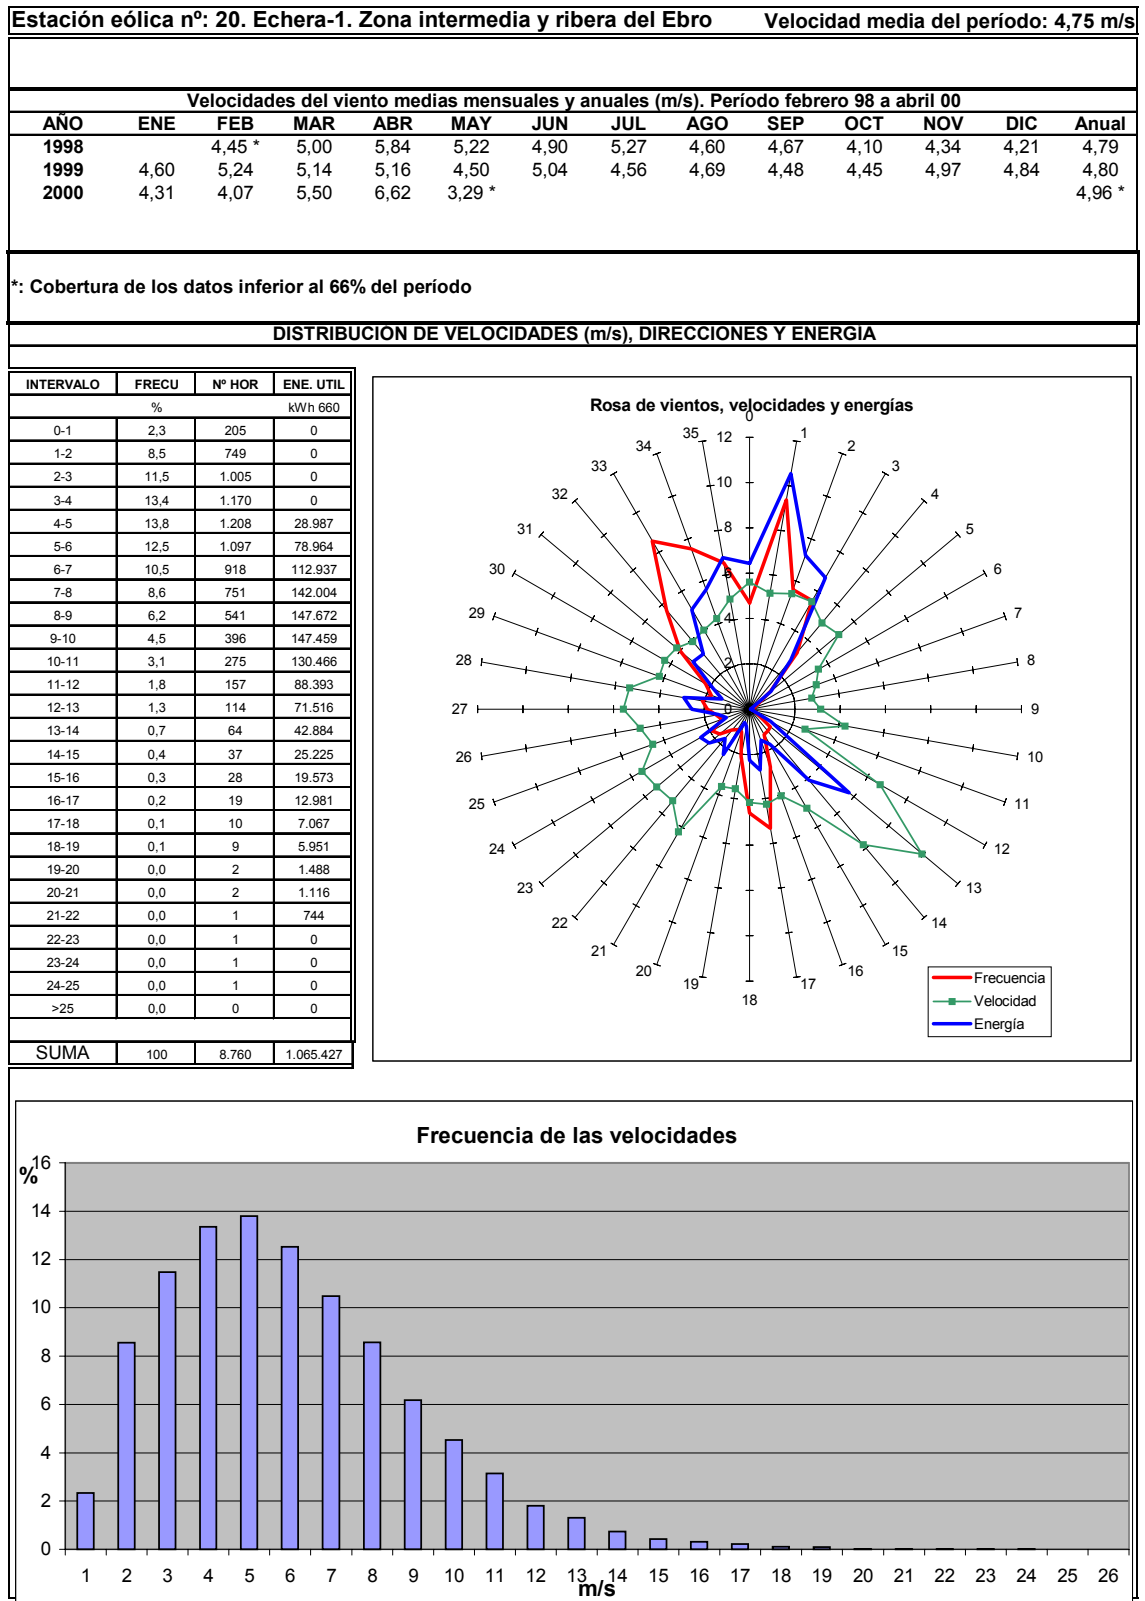 Estación eólica nº: 20. Echera-1. Zona intermedia y ribera del Ebro Velocidad media del período: 4,75 m/s
Velocidades del viento medias mensuales y anuales (m/s). Período febrero 98 a abril 00
AÑO ENE FEB MAR ABR MAY JUN JUL AGO SEP OCT NOV DIC Anual
1998 4,45 * 5,00 5,84 5,22 4,90 5,27 4,60 4,67 4,10 4,34 4,21 4,79
1999 4,60 5,24 5,14 5,16 4,50 5,04 4,56 4,69 4,48 4,45 4,97 4,84 4,80
2000 4,31 4,07 5,50 6,62 3,29 * 4,96 *
*: Cobertura de los datos inferior al 66% del período
DISTRIBUCION DE VELOCIDADES (m/s), DIRECCIONES Y ENERGIA
INTERVALO FRECU Nº HOR ENE. UTIL
% kWh 660
0-1 2,3 205 0
1-2 8,5 749 0
2-3 11,5 1.005 0
3-4 13,4 1.170 0
4-5 13,8 1.208 28.987
5-6 12,5 1.097 78.964
6-7 10,5 918 112.937
7-8 8,6 751 142.004
8-9 6,2 541 147.672
9-10 4,5 396 147.459
10-11 3,1 275 130.466
11-12 1,8 157 88.393
12-13 1,3 114 71.516
13-14 0,7 64 42.884
14-15 0,4 37 25.225
15-16 0,3 28 19.573
16-17 0,2 19 12.981
17-18 0,1 10 7.067
18-19 0,1 9 5.951
19-20 0,0 2 1.488
20-21 0,0 2 1.116
21-22 0,0 1 744
22-23 0,0 1 0
23-24 0,0 1 0
24-25 0,0 1 0
>25 0,0 0 0
SUMA 100 8.760 1.065.427
Rosa de vientos, velocidades y energías
0
1
2
3
4
5
6
7
8
9
10
11
12
13
14
15
16
17
18
19
20
21
22
23
24
25
26
27
28
29
30
31
32
33
34
35
12
10
8
6
4
2
0
Frecuencia
Velocidad
Energía
Frecuencia de las velocidades
%
16
14
12
10
8
6
4
2
0
1 2 3 4 5 6 7 8 9 10 11 12 13 14 15 16 17 18 19 20 21 22 23 24 25 26
m/s